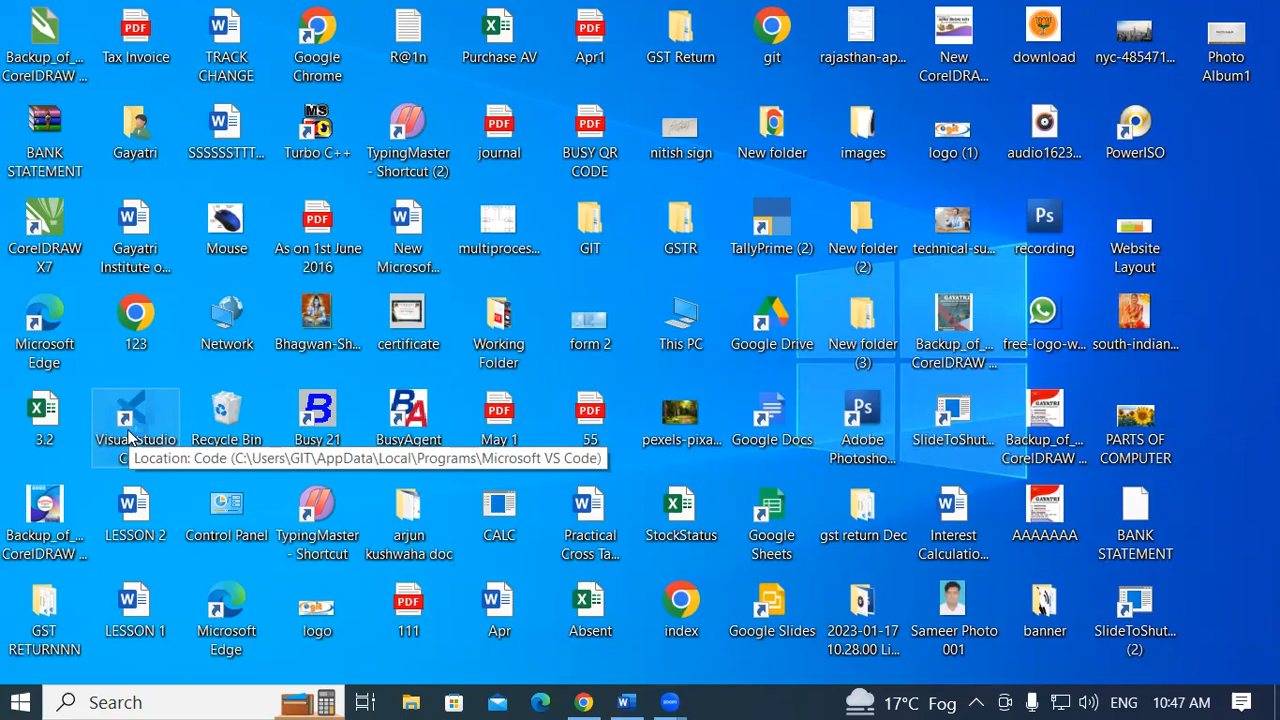 Backup_of_...
CorelDRAW ...
Tax Invoice
TRACK
CHANGE
Google
Chrome
R@1n
Purchase AV
Apr1
GST Return
git
rajasthan-ap...
New
CorelDRA...
download
nyc-485471...
Photo
Album1
BANK
STATEMENT
Gayatri
SSSSSSTTT...
Turbo C++
TypingMaster
- Shortcut (2)
journal
BUSY QR
CODE
nitish sign
New folder
images
logo (1)
audio1623...
PowerISO
CorelDRAW
X7
Gayatri
Institute o...
Mouse
As on 1st June
2016
New
Microsof...
multiproces...
GIT
GSTR
TallyPrime (2)
New folder
(2)
technical-su...
recording
Website
Layout
Microsoft
Edge
123
Network
Bhagwan-Sh...
certificate
Working
Folder
form 2
This PC
Google Drive
New folder
(3)
Backup_of_...
CorelDRAW ...
free-logo-w...
south-indian...
3.2
Visual Studio
Recycle Bin
Busy 21
BusyAgent
May 1
55
pexels-pixa...
Google Docs
Adobe
Photosho...
SlideToShut...
Backup_of_...
CorelDRAW ...
PARTS OF
COMPUTER
Location: Code (C:\Users\GIT\AppData\Local\Programs\Microsoft VS Code)
Backup_of_...
CorelDRAW ...
LESSON 2
Control Panel
TypingMaster
- Shortcut
arjun
kushwaha doc
CALC
Practical
Cross Ta...
StockStatus
Google
Sheets
gst return Dec
Interest
Calculatio...
AAAAAAA
BANK
STATEMENT
GST
RETURNNN
LESSON 1
Microsoft
Edge
logo
111
Apr
Absent
index
Google Slides
2023-01-17
10.28.00 Li...
Sameer Photo
001
banner
SlideToShut...
(2)
Search
17°C Fog
ENG
10:47 AM